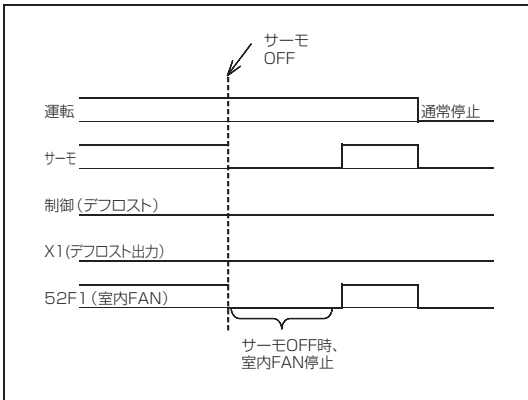 サーモ
OFF
運転
通常停止
サーモ
制御(デフロスト)
X1(デフロスト出力)
52F1(室内FAN)
サーモOFF時、
室内FAN停止